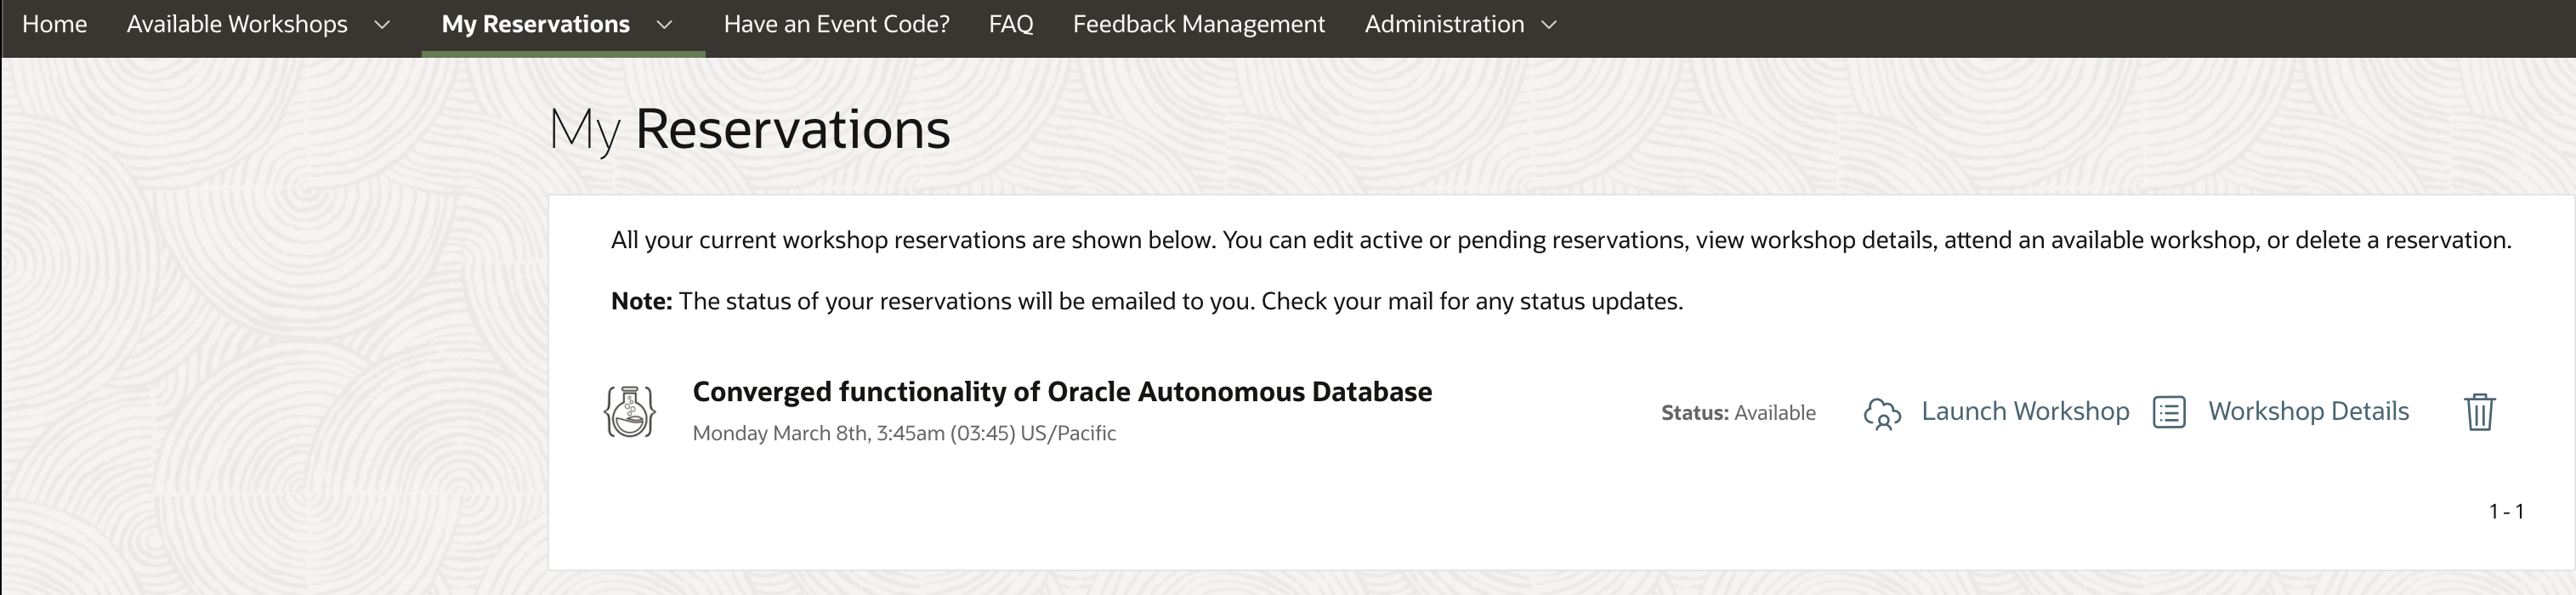 Home Available Workshops My Reservations Have an Event Code? FAQ Feedback Management Administration
My Reservations
All your current workshop reservations are shown below. You can edit active or pending reservations, view workshop details, attend an available workshop, or delete a reservation.
Note: The status of your reservations will be emailed to you. Check your mail for any status updates.
Converged functionality of Oracle Autonomous Database
Monday March 8th, 3:45am (03:45) US/Pacific
Status: Available Launch Workshop Workshop Details
1 - 1